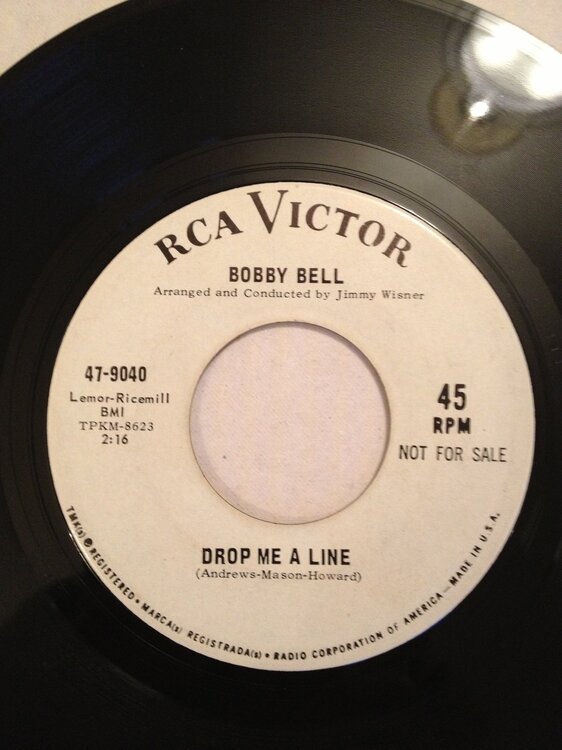 RCA VICTOR
BOBBY BELL
Arranged and Conducted by Jimmy Wisner
47-9040
Lemor-Ricemill
BMI
TPKM-8623
2:16
45
RPM
NOT FOR SALE
DROP ME A LINE
(Andrews-Mason-Howard)
TMK(s) ® REGISTERED • MARCA(s) REGISTRADA(s) • RADIO CORPORATION OF AMERICA—MADE IN U.S.A.